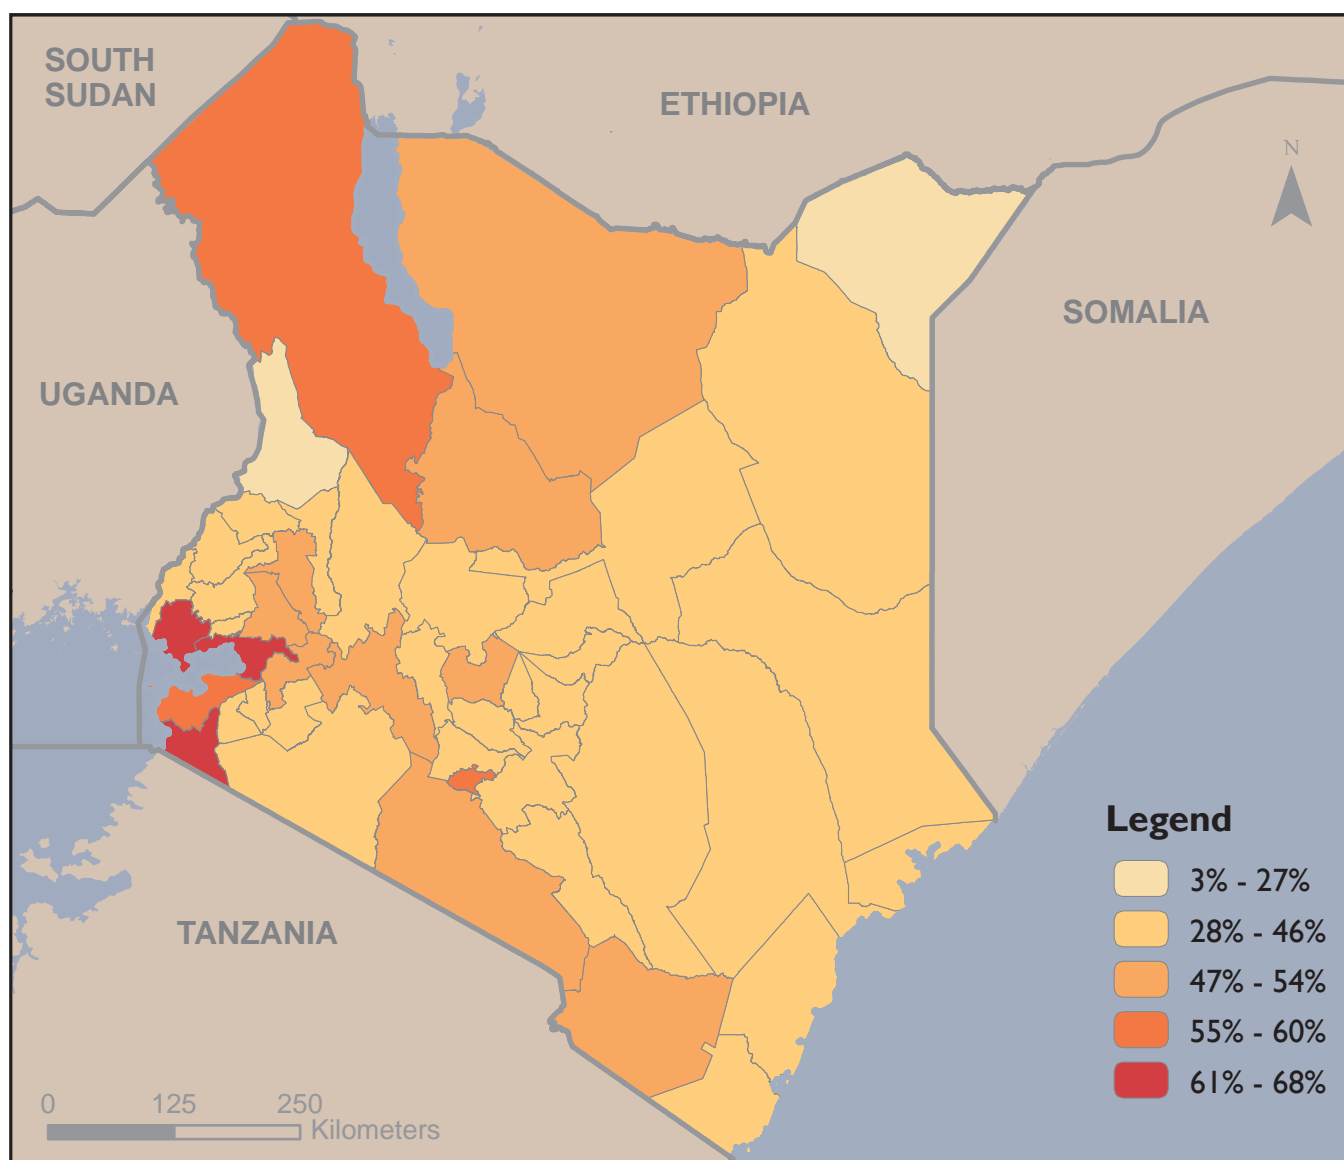 SOUTH
SUDAN
ETHIOPIA
N
SOMALIA
UGANDA
TANZANIA
Legend
3% - 27%
28% - 46%
47% - 54%
55% - 60%
61% - 68%
0 125 250
Kilometers